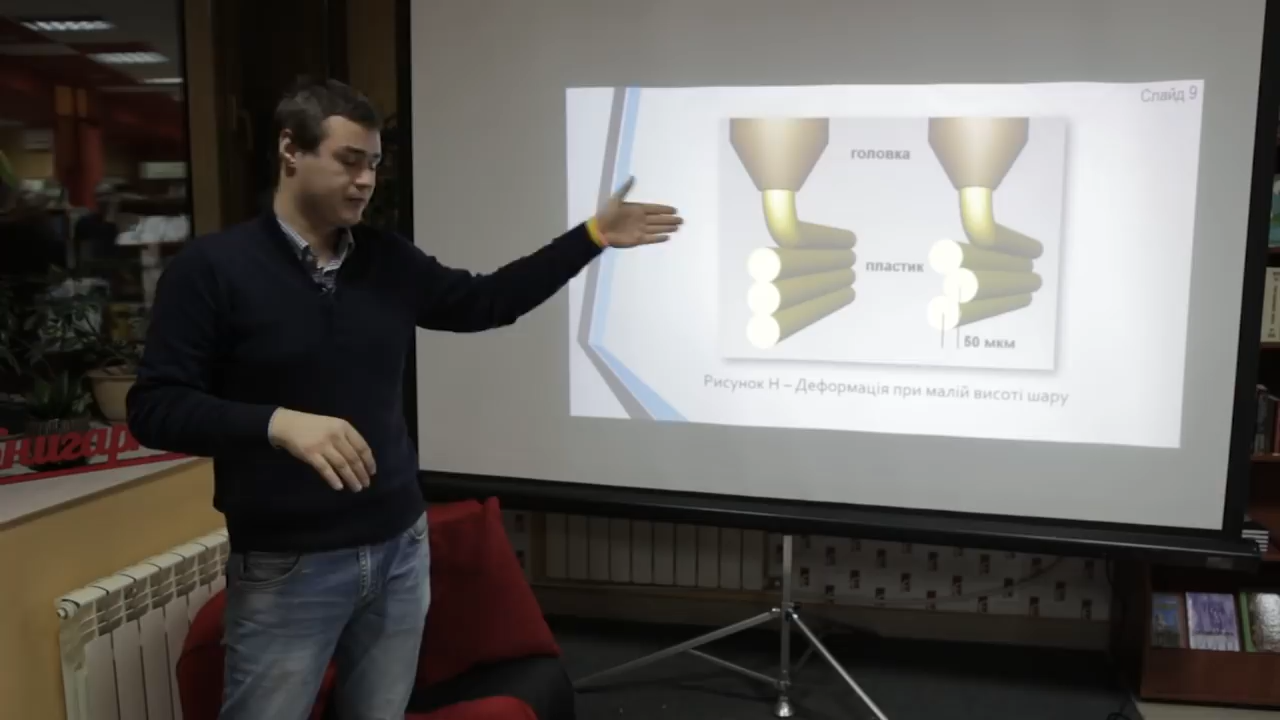 Слайд 9
головка
пластик
50 мкм
Рисунок Н – Деформація при малій висоті шару